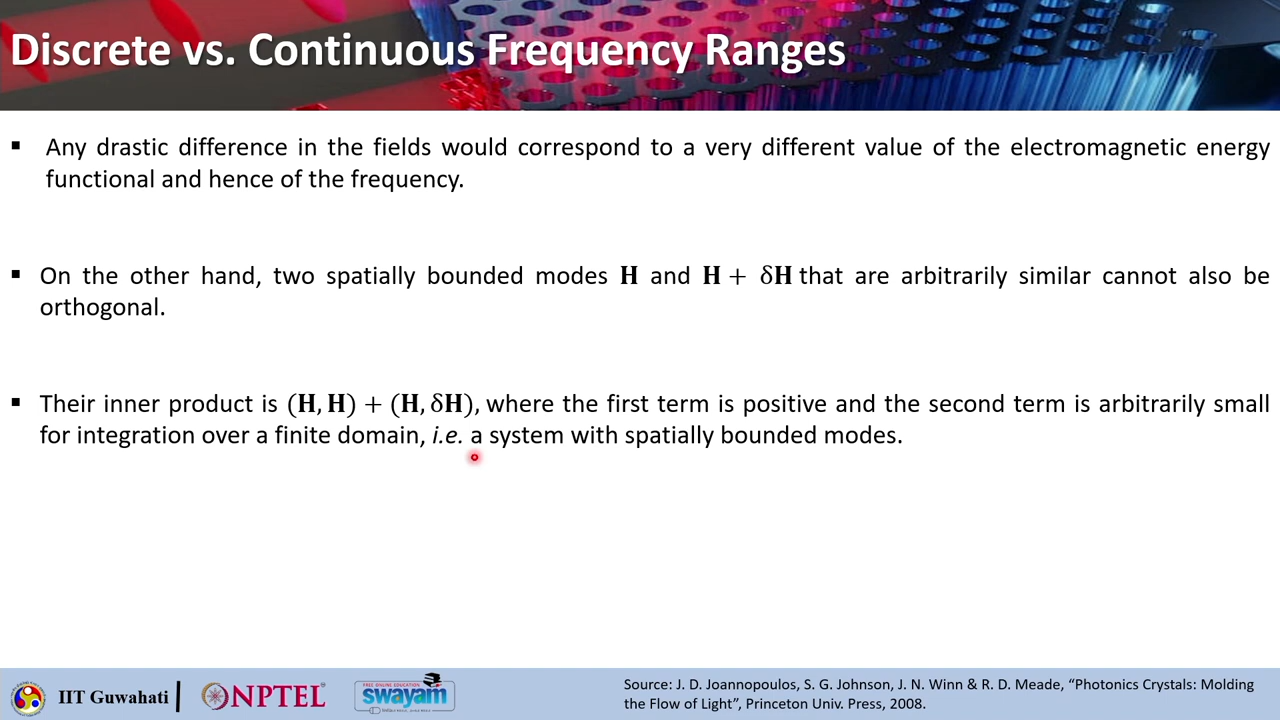 Discrete vs. Continuous Frequency Ranges
▪ Any drastic difference in the fields would correspond to a very different value of the electromagnetic energy
functional and hence of the frequency.
▪ On the other hand, two spatially bounded modes H and H + δH that are arbitrarily similar cannot also be
orthogonal.
▪ Their inner product is (H, H) + (H, δH), where the first term is positive and the second term is arbitrarily small
for integration over a finite domain, i.e. a system with spatially bounded modes.
IIT Guwahati | NPTEL
FREE ONLINE EDUCATION
swayam
Source: J. D. Joannopoulos, S. G. Johnson, J. N. Winn & R. D. Meade, “Photonics Crystals: Molding
the Flow of Light”, Princeton Univ. Press, 2008.